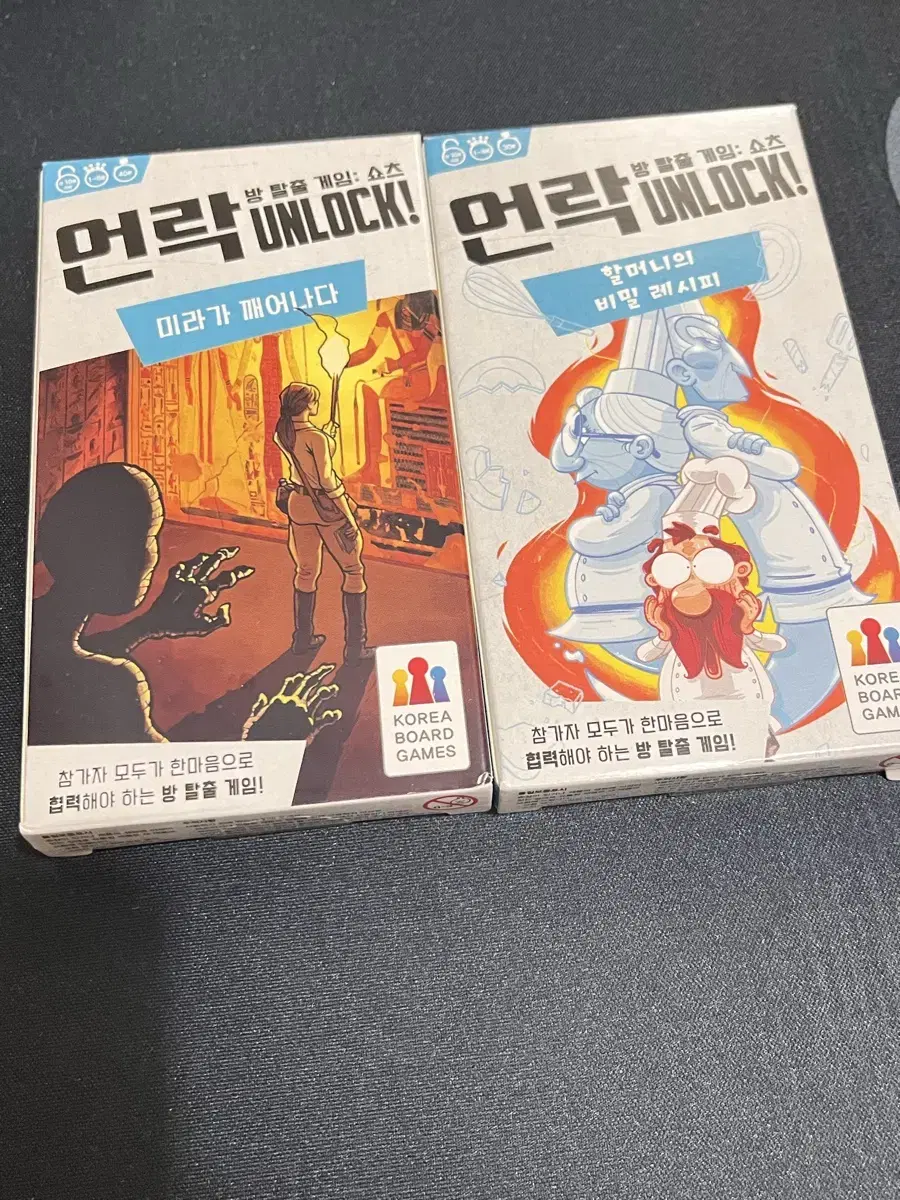 방 탈출 게임: 쇼츠
언락 UNLOCK!
미라가 깨어나다
KOREA
BOARD
GAMES
참가자 모두가 한마음으로
협력해야 하는 방 탈출 게임!
방 탈출 게임: 쇼츠
언락 UNLOCK!
할머니의
비밀 레시피
KOREA
BOARD
GAM
참가자 모두가 한마음으로
협력해야 하는 방 탈출 게임!